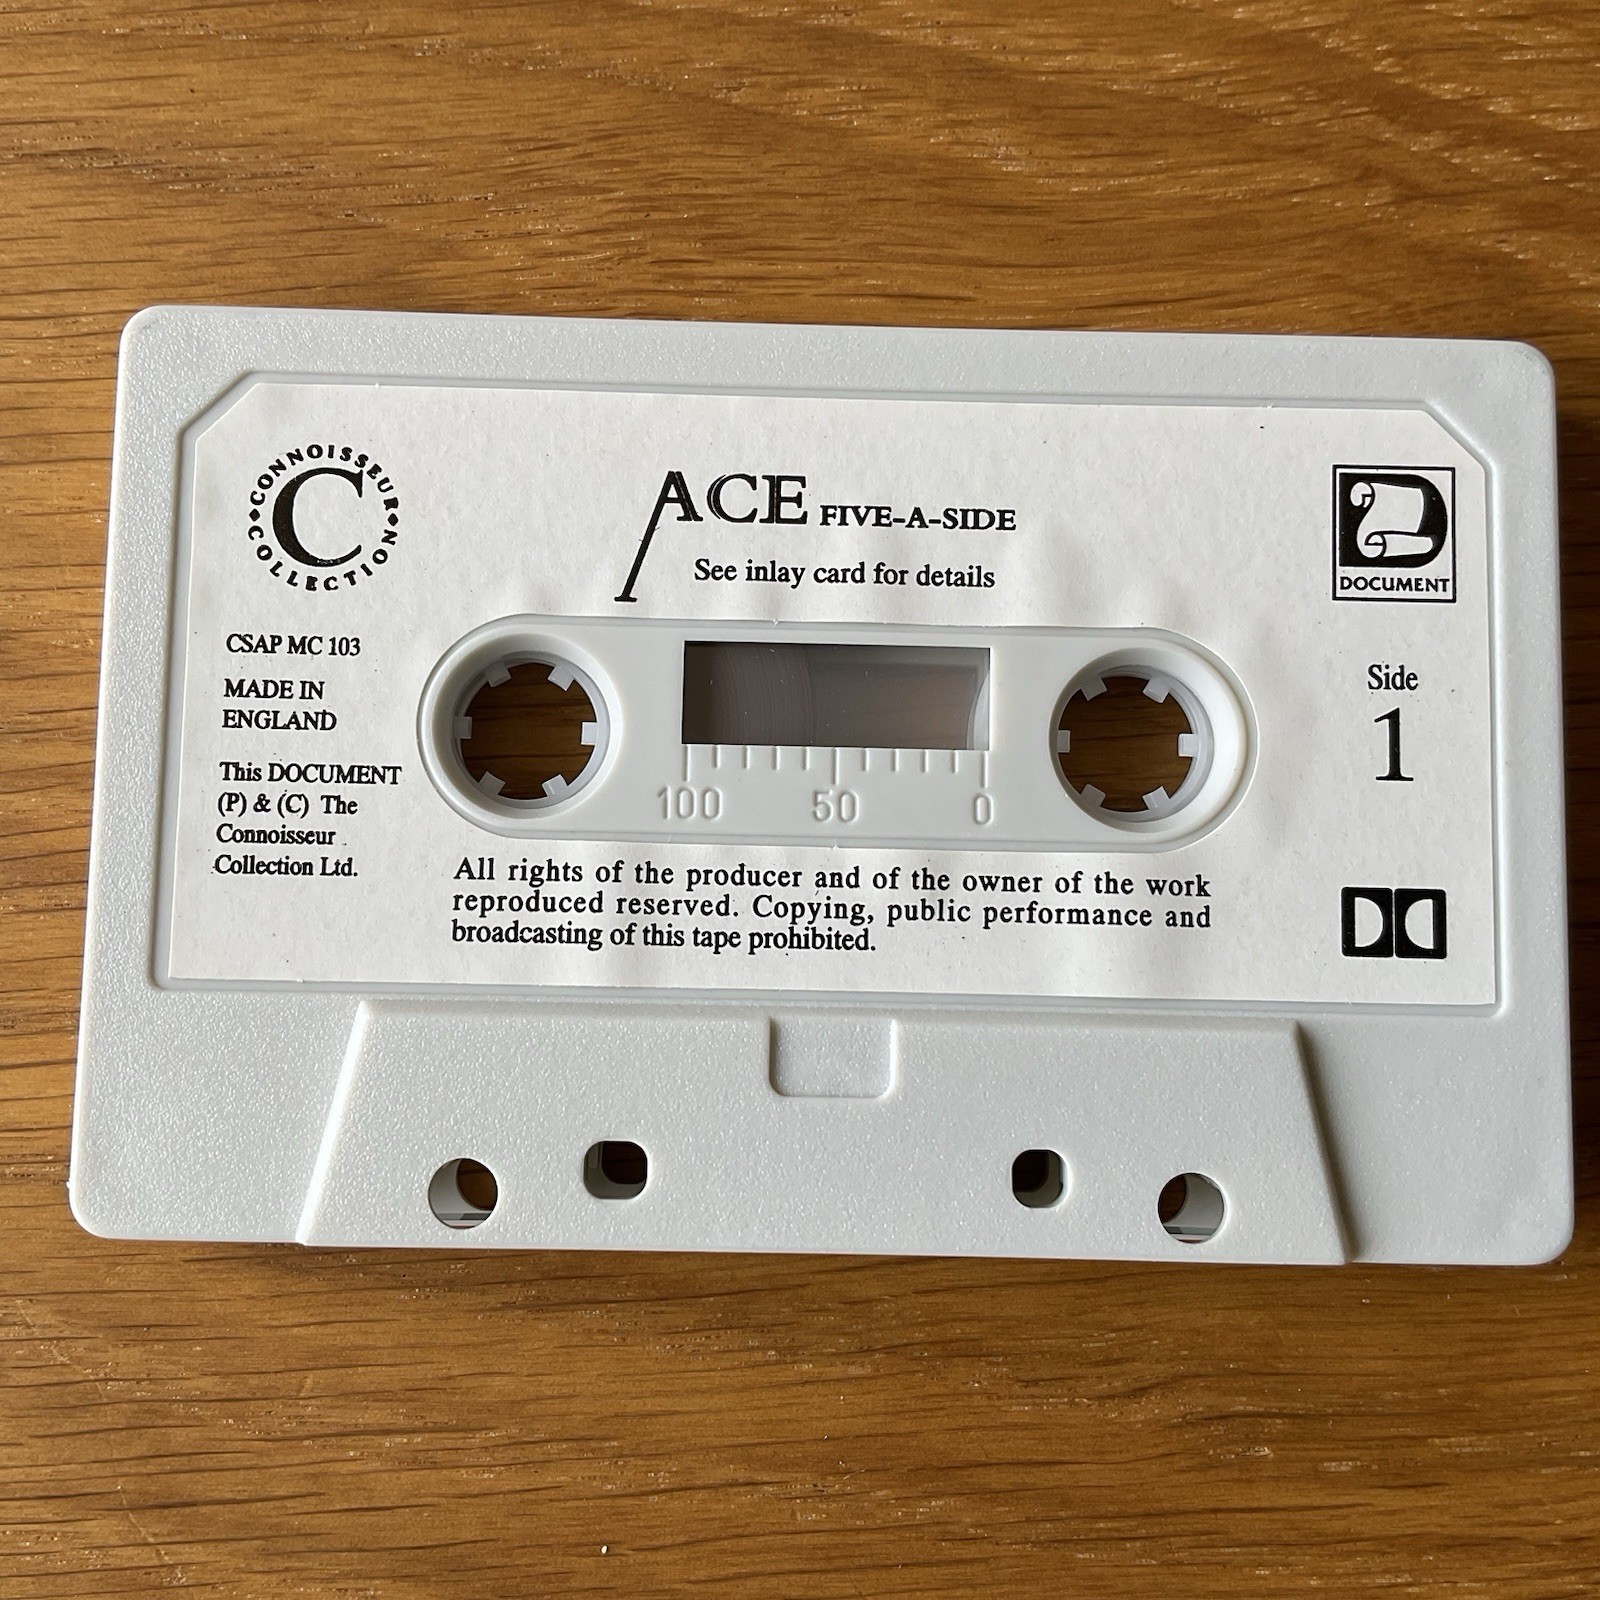 CONNOISSEUR COLLECTION
C
ACE FIVE-A-SIDE
See inlay card for details
DOCUMENT
CSAP MC 103
MADE IN
ENGLAND
This DOCUMENT
(P) & (C) The
Connoisseur
Collection Ltd.
Side
1
100 50 0
All rights of the producer and of the owner of the work
reproduced reserved. Copying, public performance and
broadcasting of this tape prohibited.